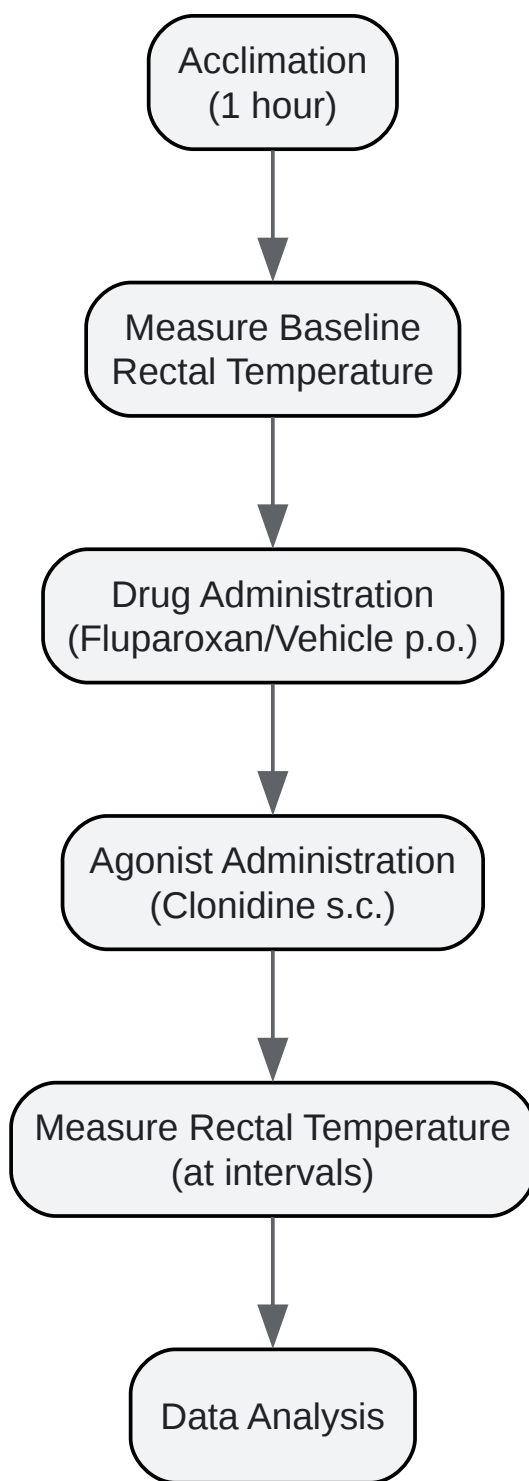 Acclimation
(1 hour)
Measure Baseline
Rectal Temperature
Drug Administration
(Fluparoxan/Vehicle p.o.)
Agonist Administration
(Clonidine s.c.)
Measure Rectal Temperature
(at intervals)
Data Analysis